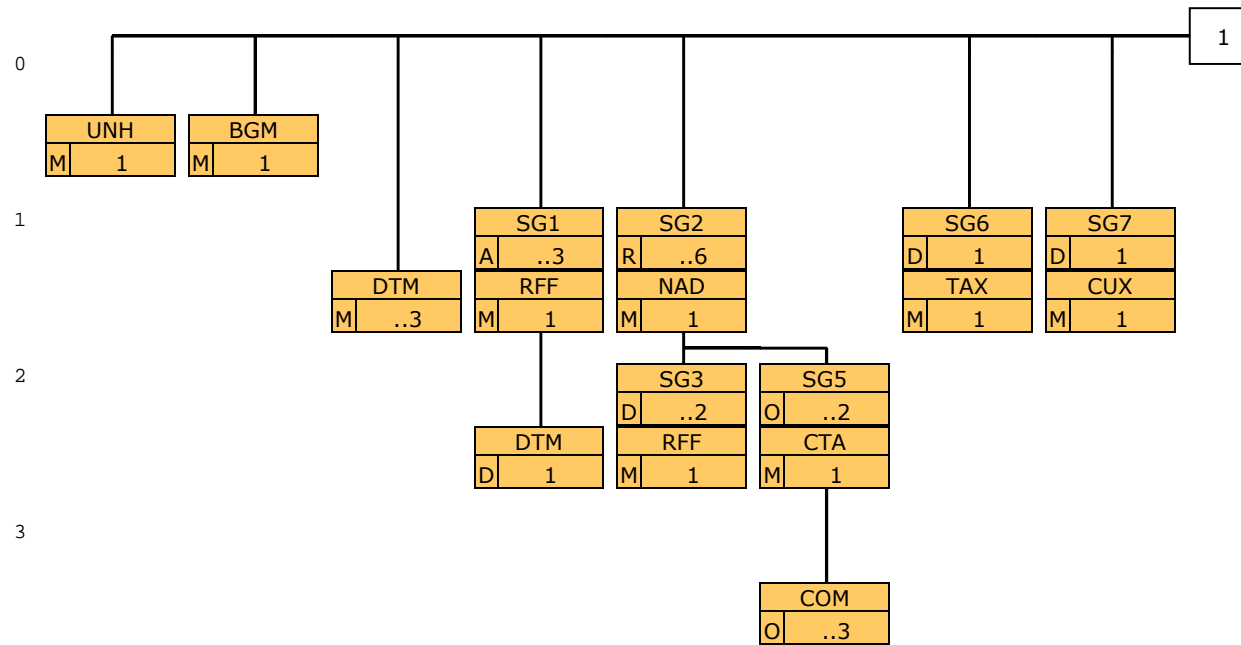 1
0
UNH BGM
M 1 M 1
1
SG1 SG2 SG6 SG7
A ..3 R ..6 D 1 D 1
DTM RFF NAD TAX CUX
M ..3 M 1 M 1 M 1 M 1
2
SG3 SG5
D ..2 O ..2
DTM RFF CTA
D 1 M 1 M 1
3
COM
O ..3